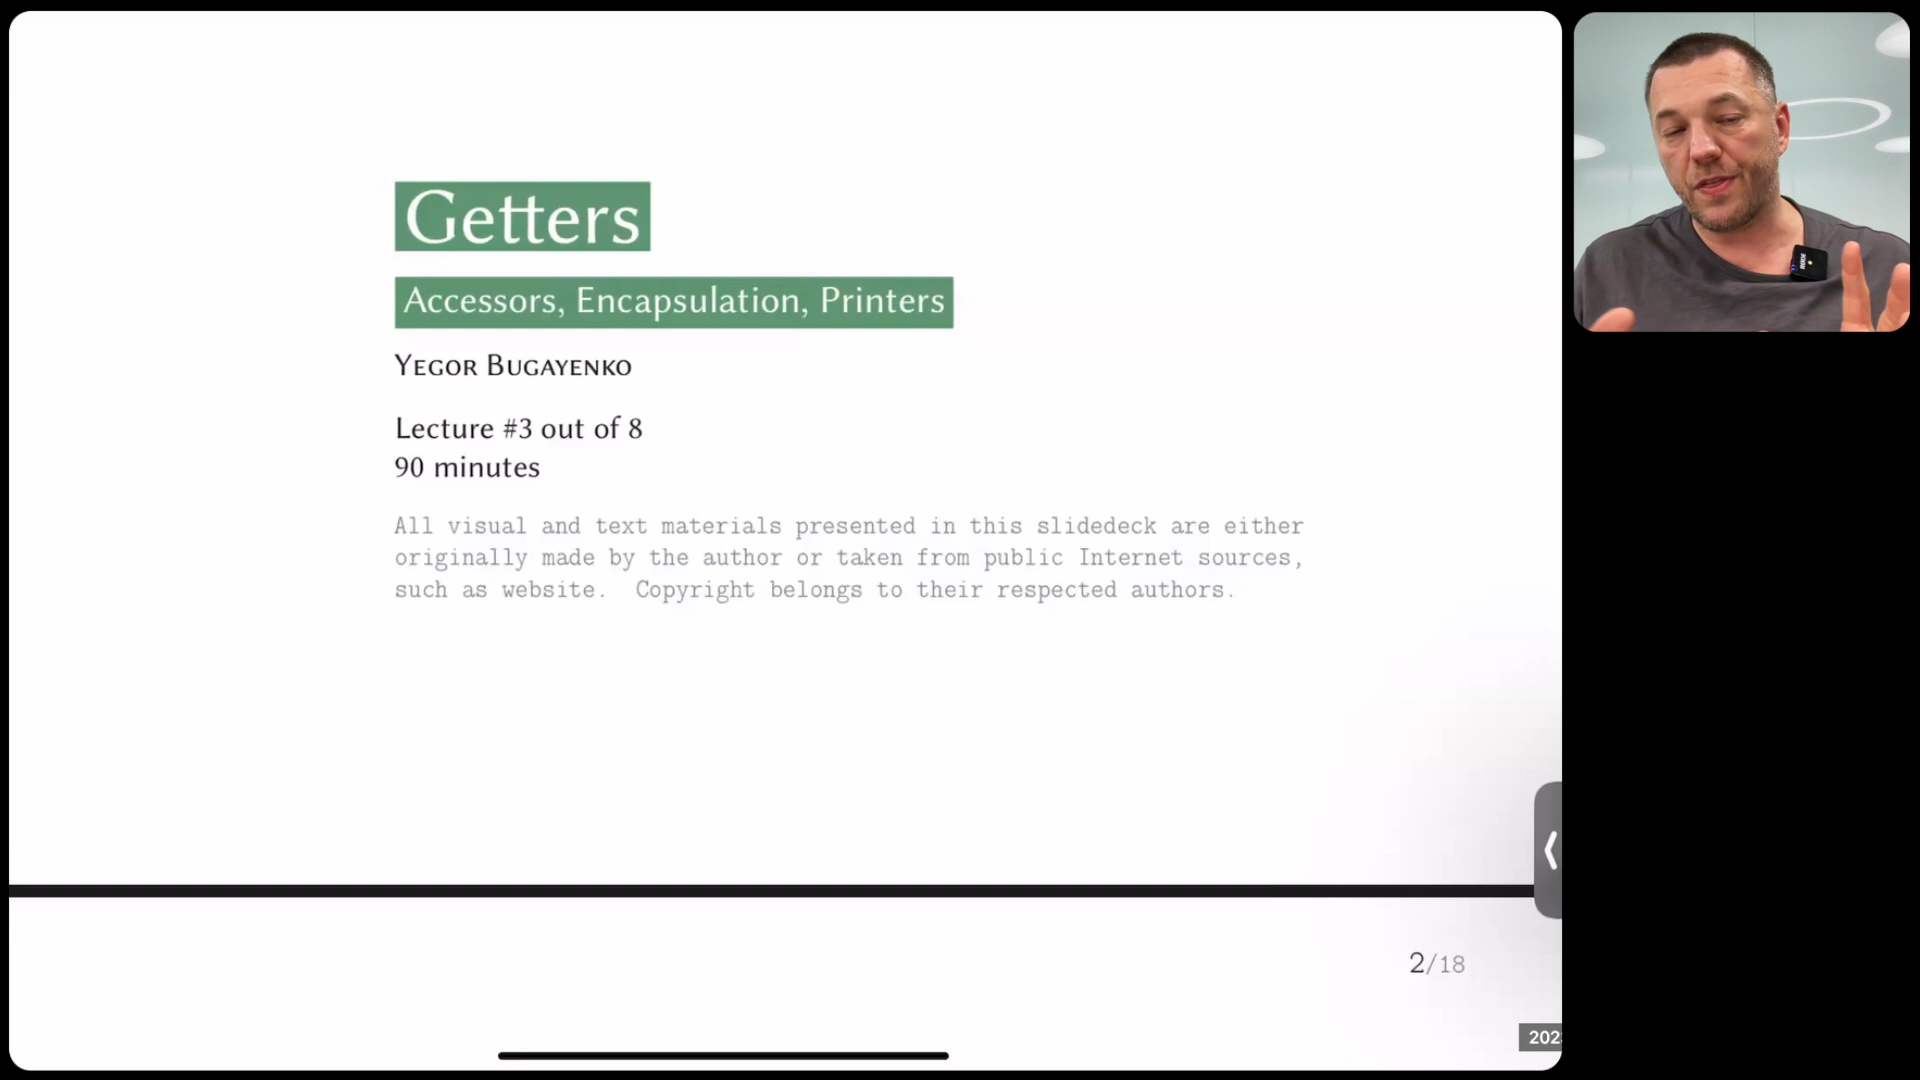 Getters
Accessors, Encapsulation, Printers
Yegor Bugayenko
Lecture #3 out of 8
90 minutes
All visual and text materials presented in this slidedeck are either
originally made by the author or taken from public Internet sources,
such as website. Copyright belongs to their respected authors.
2/18
202